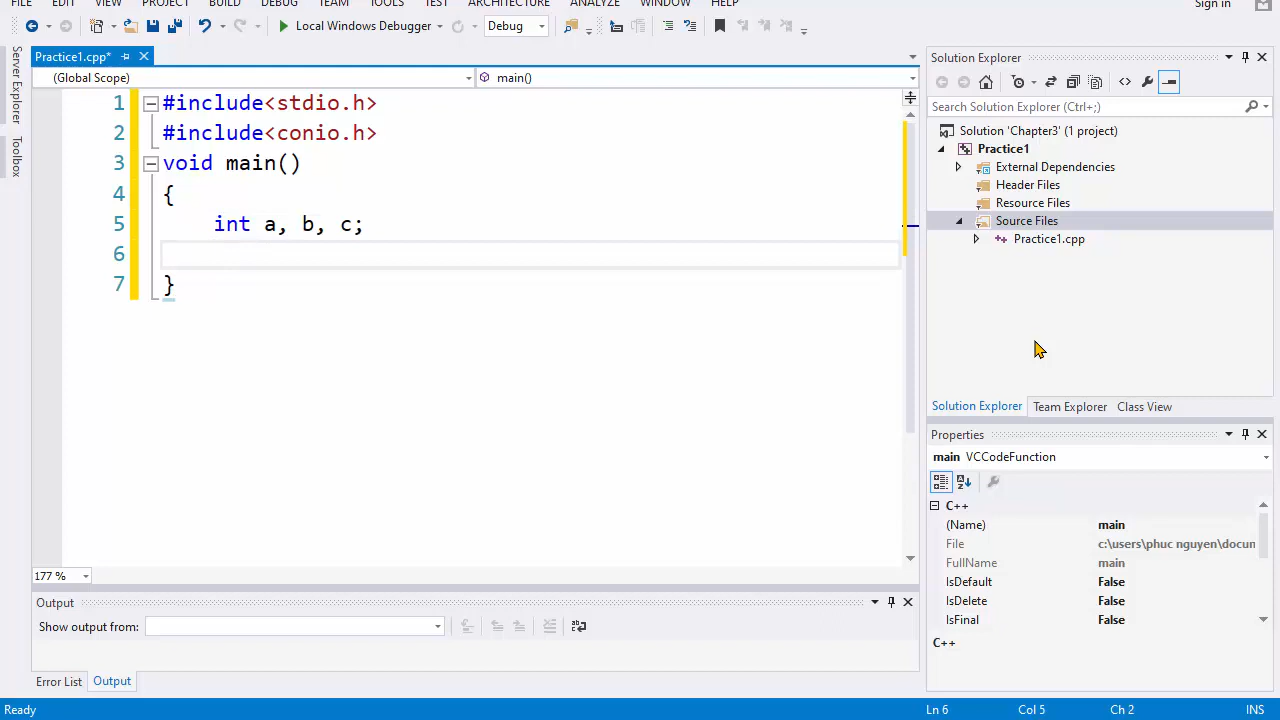 FILE EDIT VIEW PROJECT BUILD DEBUG TEAM TOOLS TEST ARCHITECTURE ANALYZE WINDOW HELP
Sign in
Local Windows Debugger
Debug
Server Explorer
Toolbox
Practice1.cpp*
(Global Scope)
main()
1 #include<stdio.h>
2 #include<conio.h>
3 void main()
4 {
5 int a, b, c;
6
7 }
177 %
Output
Show output from:
Error List
Output
Solution Explorer
Search Solution Explorer (Ctrl+;)
Solution 'Chapter3' (1 project)
Practice1
External Dependencies
Header Files
Resource Files
Source Files
Practice1.cpp
Solution Explorer Team Explorer Class View
Properties
main VCCodeFunction
C++
(Name) main
File c:\users\phuc nguyen\docun
FullName main
IsDefault False
IsDelete False
IsFinal False
C++
Ready
Ln 6
Col 5
Ch 2
INS